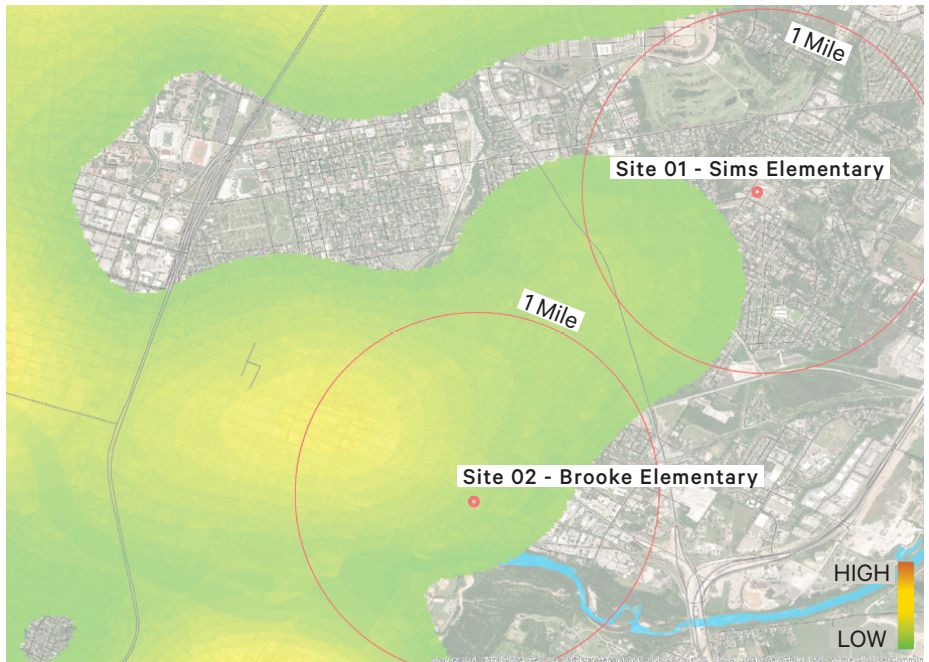 1 Mile
Site 01 - Sims Elementary
1 Mile
Site 02 - Brooke Elementary
HIGH
LOW